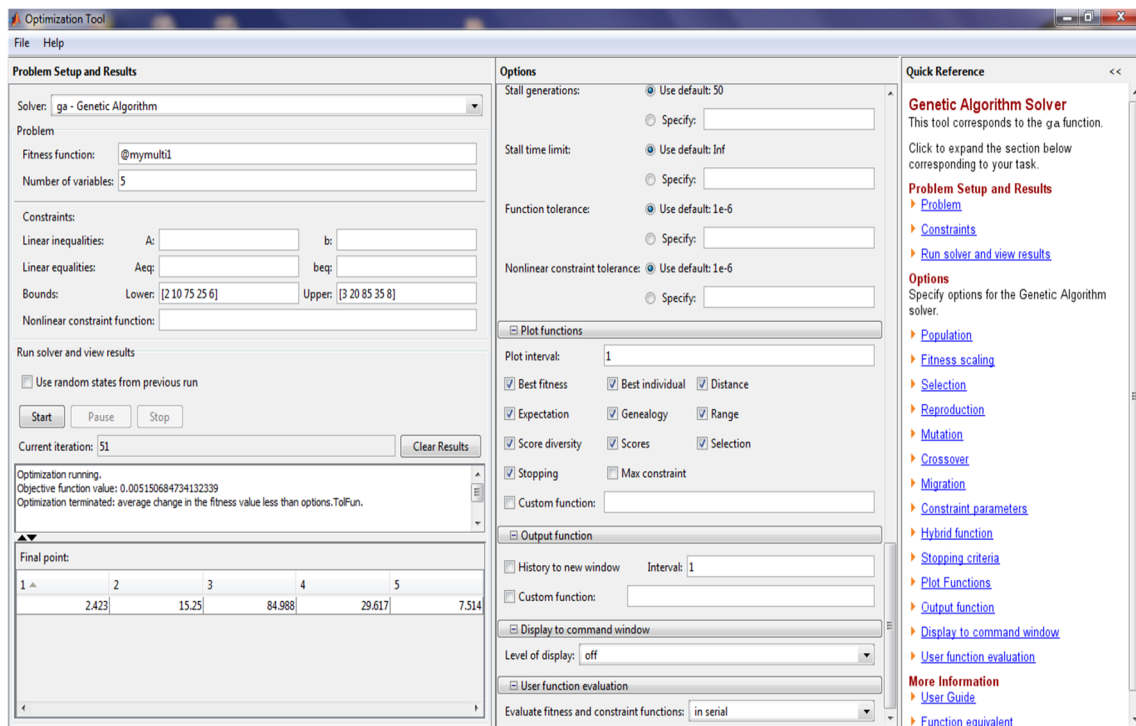 Optimization Tool
File Help
Problem Setup and Results
Solver: ga - Genetic Algorithm
Problem
Fitness function: @mymulti1
Number of variables: 5
Constraints:
Linear inequalities: A: b:
Linear equalities: Aeq: beq:
Bounds: Lower: [2 10 75 25 6] Upper: [3 20 85 35 8]
Nonlinear constraint function:
Run solver and view results
Use random states from previous run
Start Pause Stop
Current iteration: 51 Clear Results
Optimization running.
Objective function value: 0.005150684734132339
Optimization terminated: average change in the fitness value less than options.TolFun.
Final point:
1 2 3 4 5
2.423 15.25 84.988 29.617 7.514
Options
Stall generations: Use default: 50
Specify:
Stall time limit: Use default: Inf
Specify:
Function tolerance: Use default: 1e-6
Specify:
Nonlinear constraint tolerance: Use default: 1e-6
Specify:
Plot functions
Plot interval: 1
Best fitness Best individual Distance
Expectation Genealogy Range
Score diversity Scores Selection
Stopping Max constraint
Custom function:
Output function
History to new window Interval: 1
Custom function:
Display to command window
Level of display: off
User function evaluation
Evaluate fitness and constraint functions: in serial
Quick Reference <<
Genetic Algorithm Solver
This tool corresponds to the ga function.
Click to expand the section below
corresponding to your task.
Problem Setup and Results
Problem
Constraints
Run solver and view results
Options
Specify options for the Genetic Algorithm
solver.
Population
Fitness scaling
Selection
Reproduction
Mutation
Crossover
Migration
Constraint parameters
Hybrid function
Stopping criteria
Plot Functions
Output function
Display to command window
User function evaluation
More Information
User Guide
Function equivalent